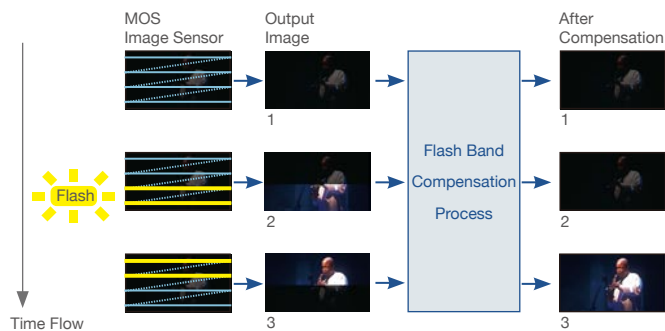 MOS
Image Sensor
Output
Image
After
Compensation
1
1
Flash
Flash Band
Compensation
Process
2
2
3
3
Time Flow